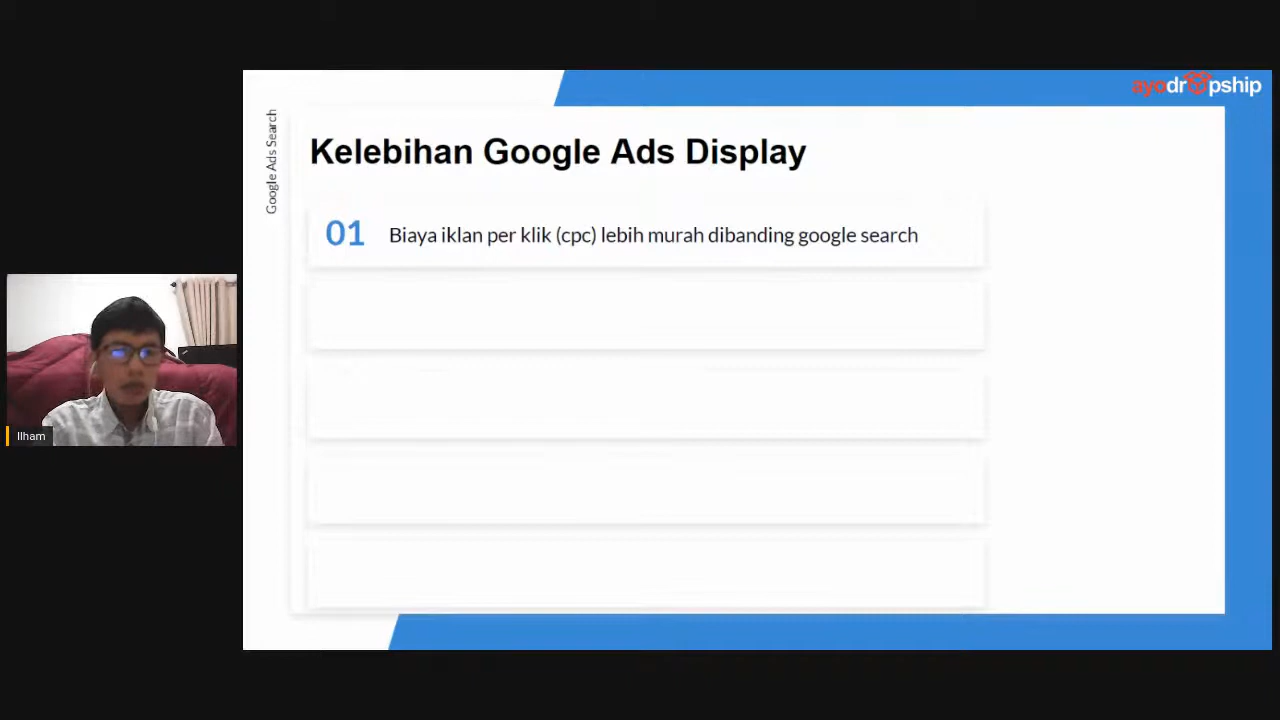 ayodropship
Google Ads Search
Kelebihan Google Ads Display
01 Biaya iklan per klik (cpc) lebih murah dibanding google search
Ilham